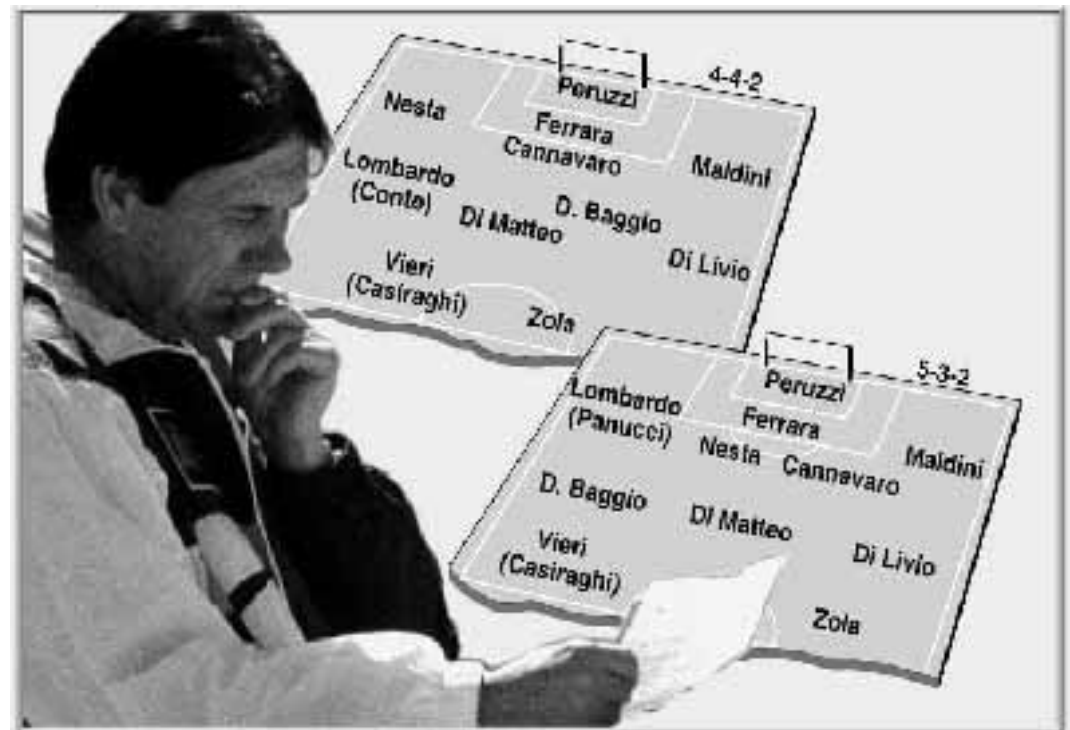 4-4-2
Peruzzi
Nesta
Ferrara
Cannavaro
Maldini
Lombardo
(Conte)
Di Matteo
D. Baggio
Di Livio
Vieri
(Casiraghi)
Zola
5-3-2
Peruzzi
Lombardo
(Panucci)
Ferrara
Nesta
Cannavaro
Maldini
D. Baggio
Di Matteo
Di Livio
Vieri
(Casiraghi)
Zola